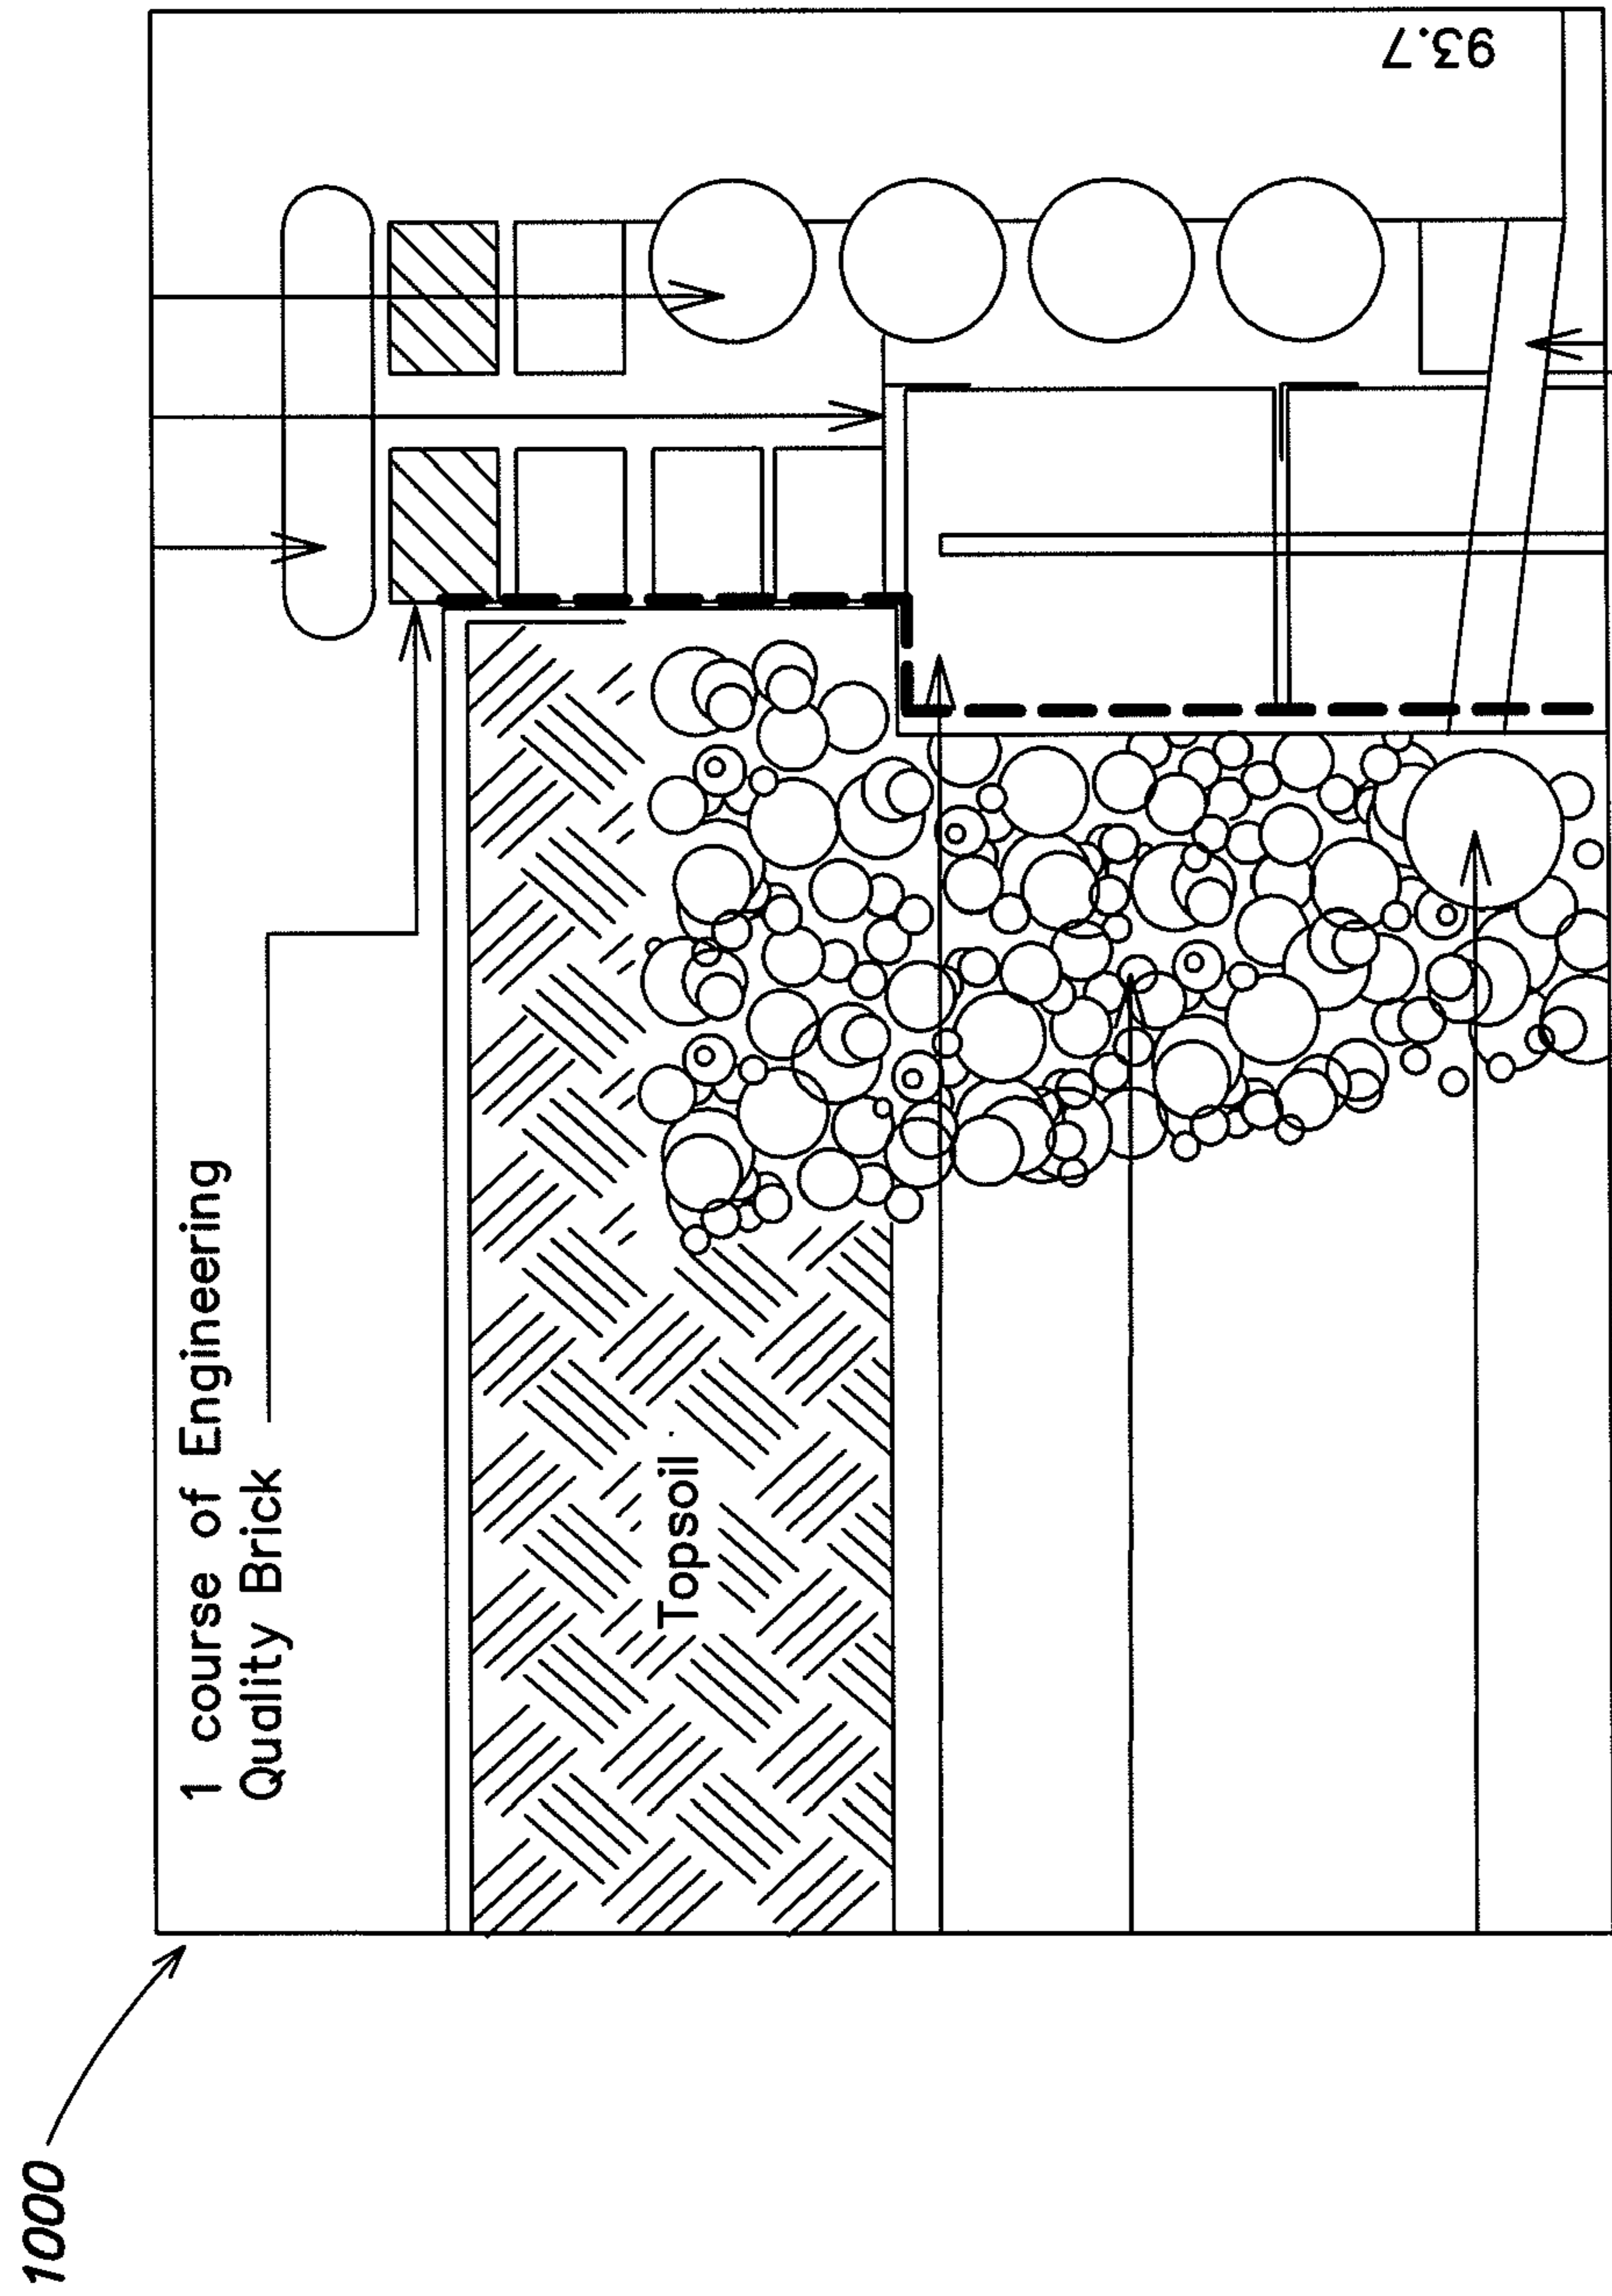 1 course of Engineering
Quality Brick
Topsoil
93.7
1000